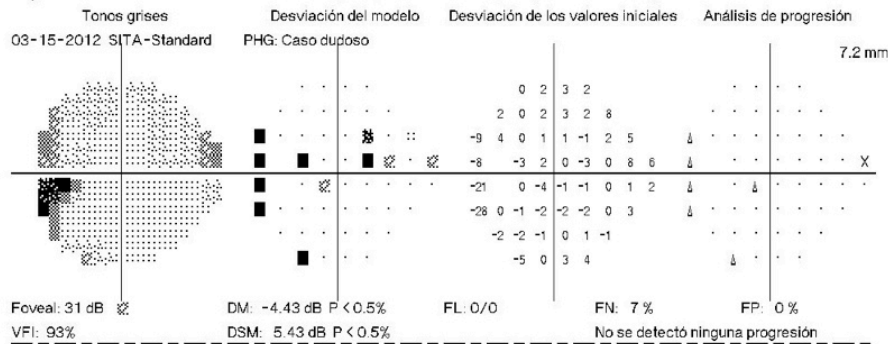 Tonos grises Desviación del modelo Desviación de los valores iniciales Análisis de progresión
03-15-2012 SITA-Standard PHG: Caso dudoso
7.2 mm
0 2 3 2
2 0 2 3 2 8
-9 4 0 1 1 -1 2 5
-8 -3 2 0 -3 0 8 6 X
-21 0 -4 -1 -1 0 1 2
-28 0 -1 -2 -2 -2 0 3
-2 -2 -1 0 1 -1
-5 0 3 4
Foveal: 31 dB DM: -4.43 dB P < 0.5% FL: 0/0 FN: 7 % FP: 0 %
VFI: 93% DSM: 5.43 dB P < 0.5% No se detectó ninguna progresión